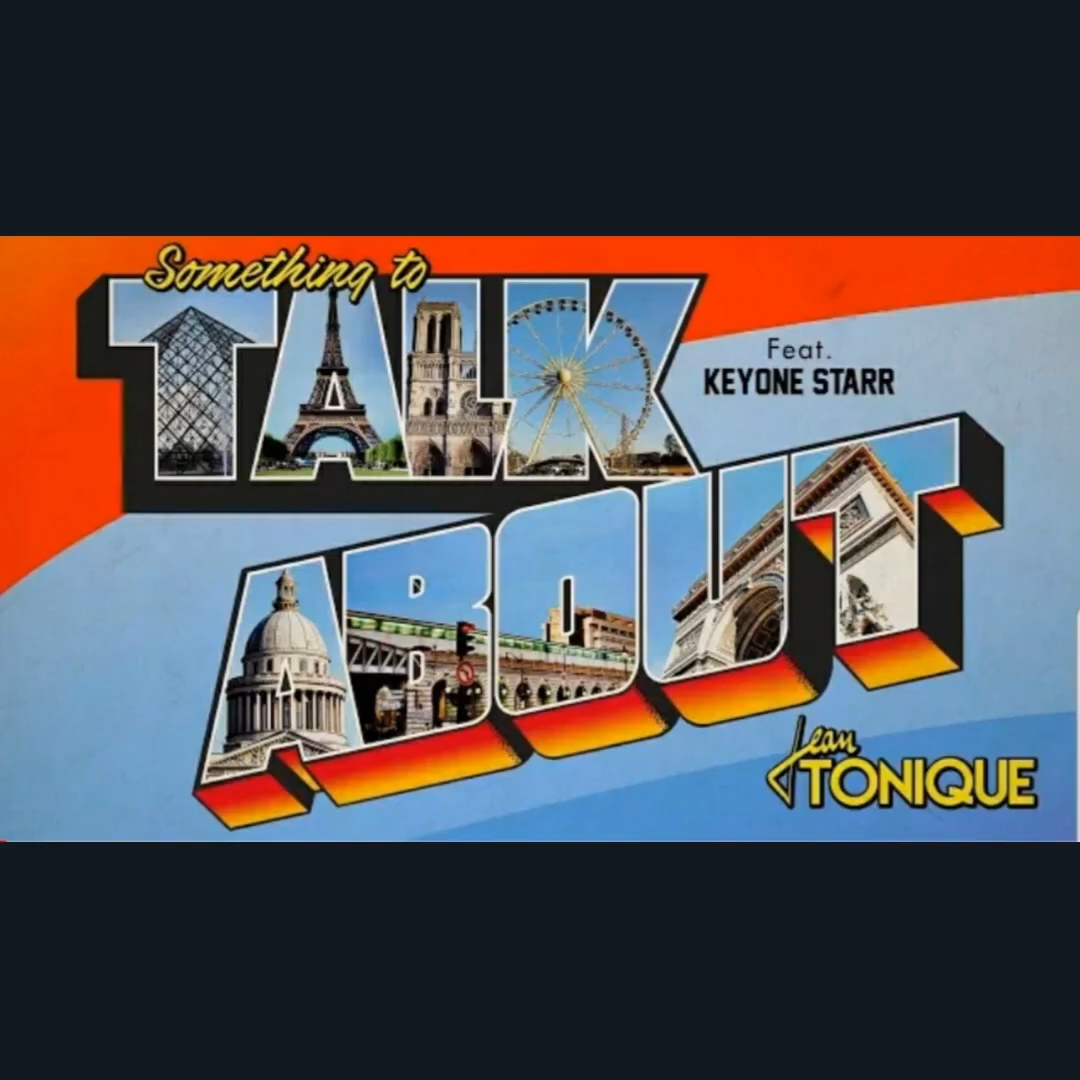 Something to
TALK
Feat.
KEYONE STARR
ABOUT
Jean
TONIQUE